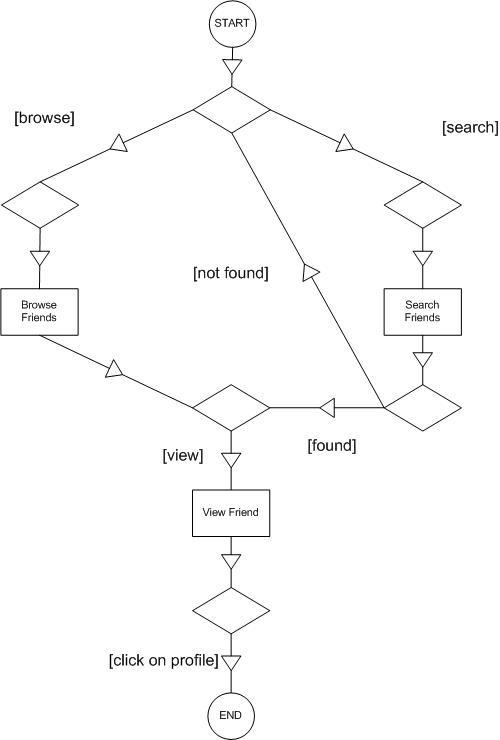 START
[browse]
[search]
[not found]
Browse
Friends
Search
Friends
[found]
[view]
View Friend
[click on profile]
END